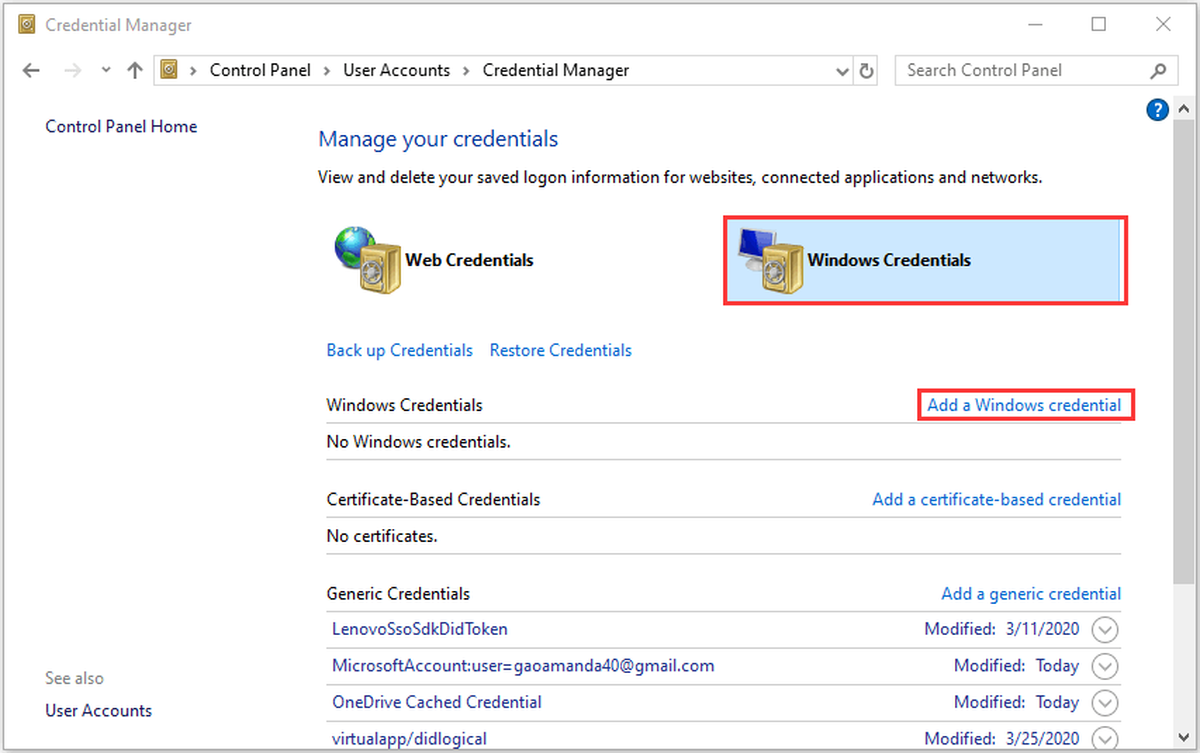 Credential Manager
Control Panel > User Accounts > Credential Manager
Search Control Panel
?
Control Panel Home
Manage your credentials
View and delete your saved logon information for websites, connected applications and networks.
Web Credentials
Windows Credentials
Back up Credentials Restore Credentials
Windows Credentials Add a Windows credential
No Windows credentials.
Certificate-Based Credentials Add a certificate-based credential
No certificates.
Generic Credentials Add a generic credential
LenovoSsoSdkDidToken Modified: 3/11/2020
MicrosoftAccount:user=gaoamanda40@gmail.com Modified: Today
OneDrive Cached Credential Modified: Today
virtualapp/didlogical Modified: 3/25/2020
See also
User Accounts